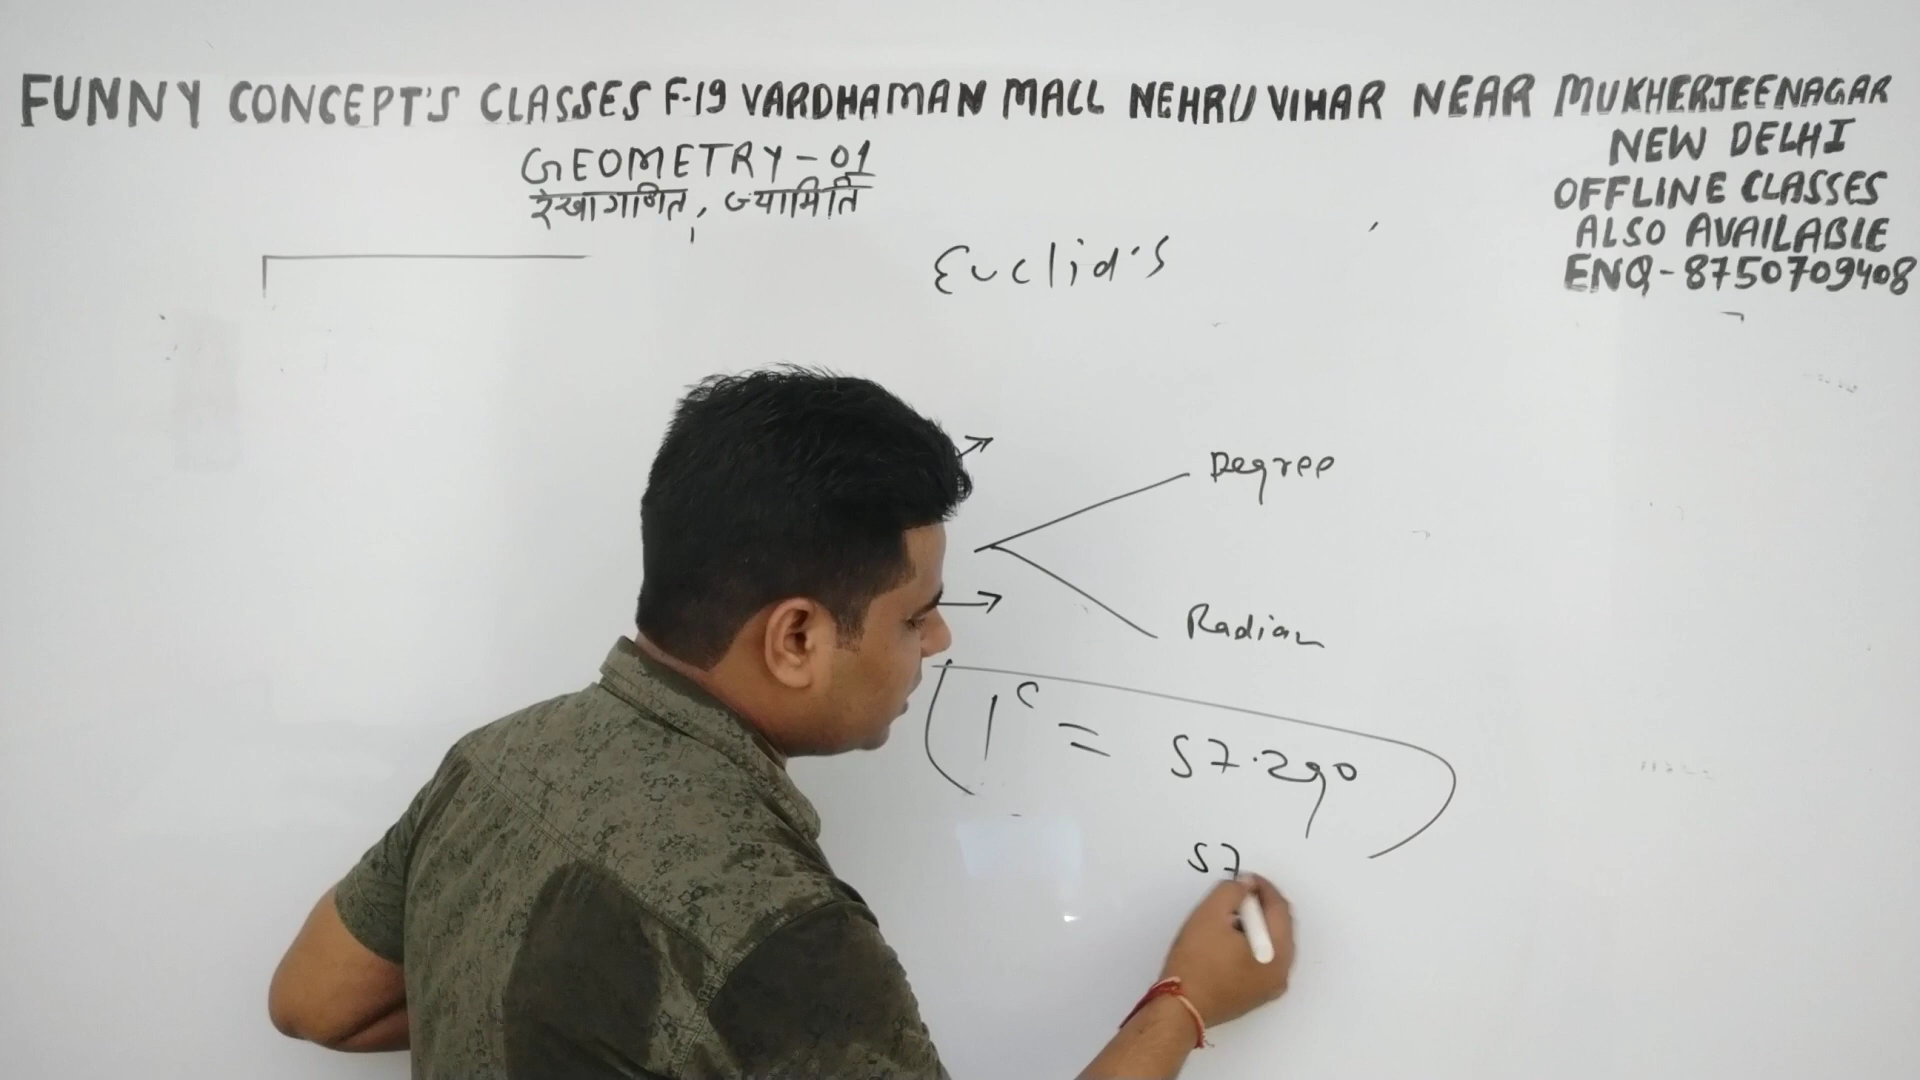 FUNNY CONCEPT'S CLASSES F-19 VARDHAMAN MALL NEHRU VIHAR NEAR MUKHERJEENAGAR
NEW DELHI
OFFLINE CLASSES
ALSO AVAILABLE
ENQ-8750709408
GEOMETRY-01
रेखागणित, ज्यामिति
Euclid's
Degree
Radian
1ᶜ = 57.290
57